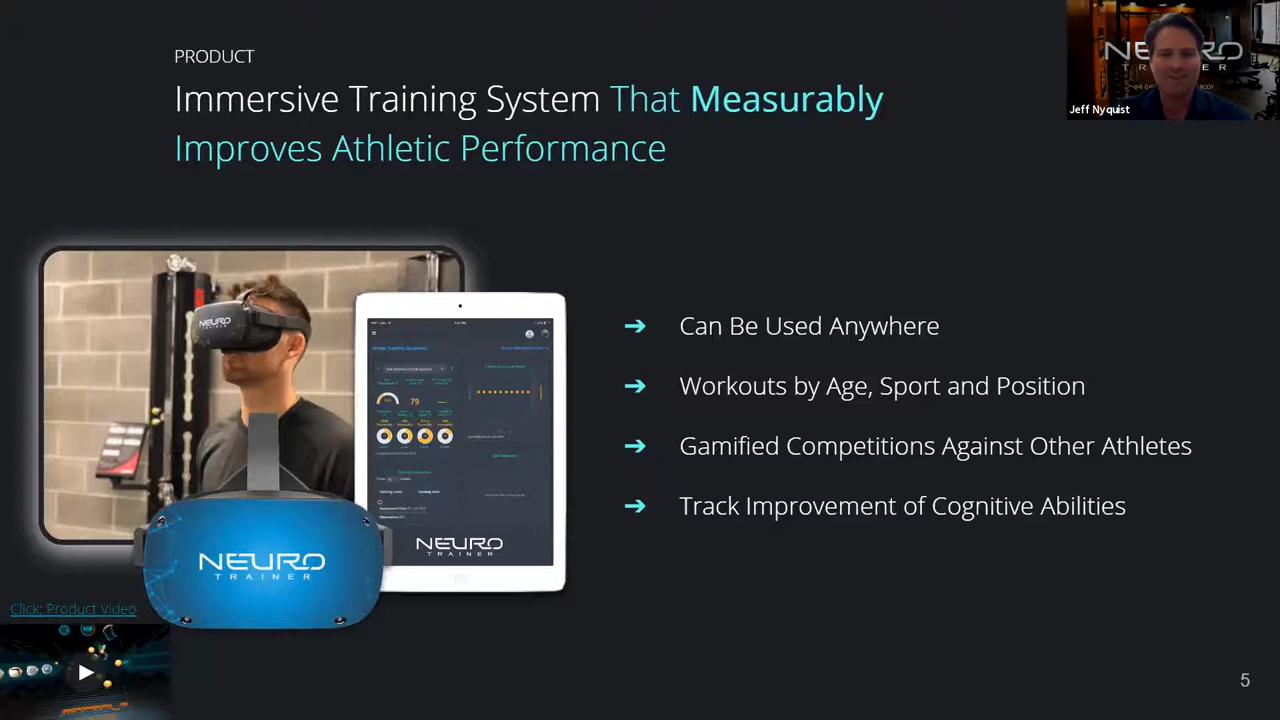 PRODUCT
Immersive Training System That Measurably
Improves Athletic Performance
NEURO
TRAINER
Jeff Nyquist
NEURO
TRAINER
79
Can Be Used Anywhere
Workouts by Age, Sport and Position
Gamified Competitions Against Other Athletes
Track Improvement of Cognitive Abilities
NEURO
TRAINER
NEURO
TRAINER
Click: Product Video
5